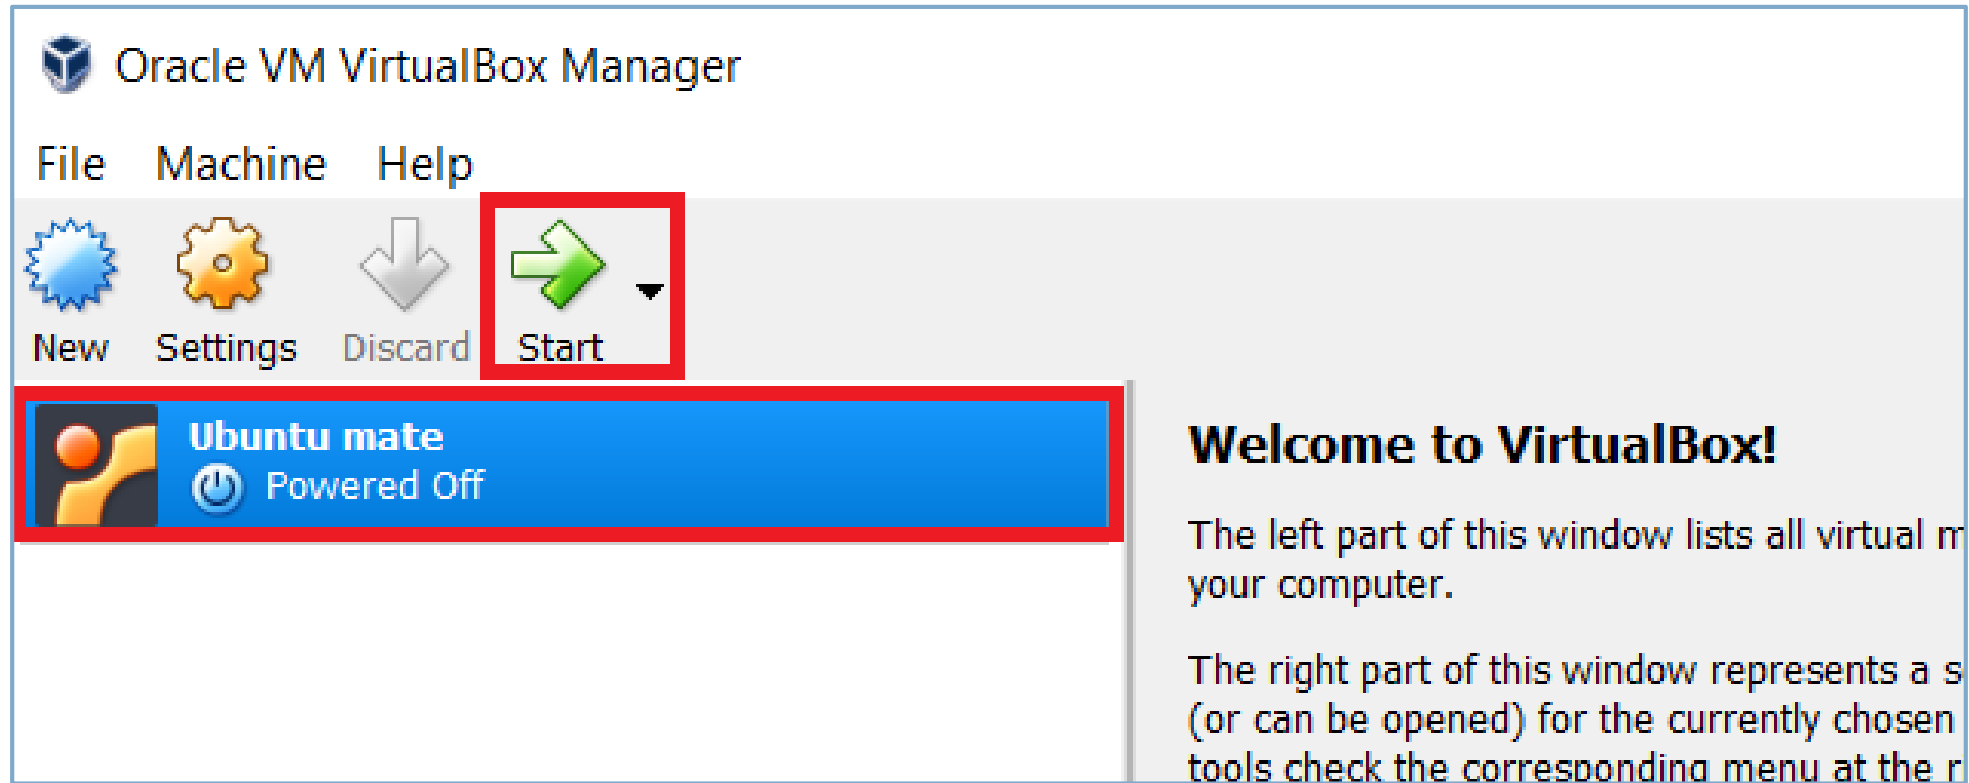 Oracle VM VirtualBox Manager
File Machine Help
New Settings Discard Start
Ubuntu mate
Powered Off
Welcome to VirtualBox!
The left part of this window lists all virtual
your computer.
The right part of this window represents a
(or can be opened) for the currently chosen
tools check the corresponding menu at the